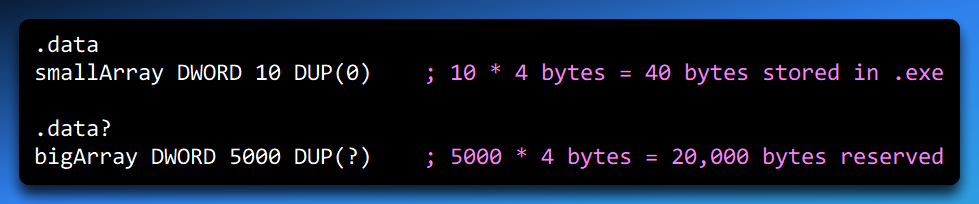 .data
smallArray DWORD 10 DUP(0)    ; 10 * 4 bytes = 40 bytes stored in .exe
.data?
bigArray DWORD 5000 DUP(?)    ; 5000 * 4 bytes = 20,000 bytes reserved